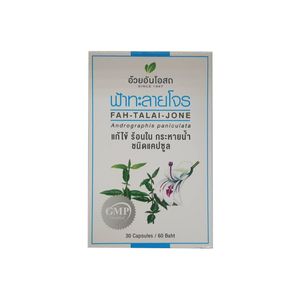 อ้วยอันโอสถ
SINCE 1947
ฟ้าทะลายโจร
FAH-TALAI-JONE
Andrographis paniculata
แก้ไข้ ร้อนใน กระหายน้ำ
ชนิดแคปซูล
GMP
30 Capsules / 60 Baht